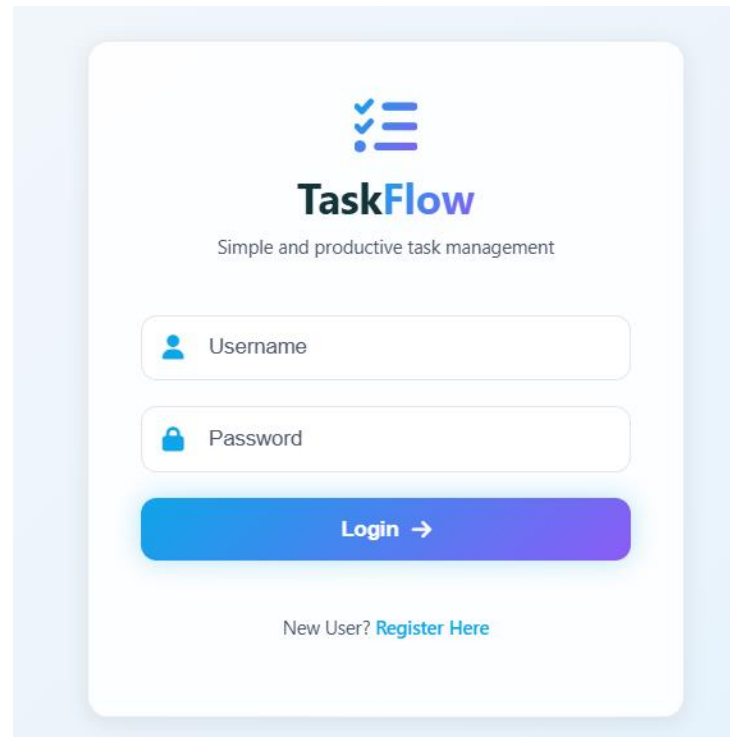 TaskFlow
Simple and productive task management
Username
Password
Login →
New User? Register Here